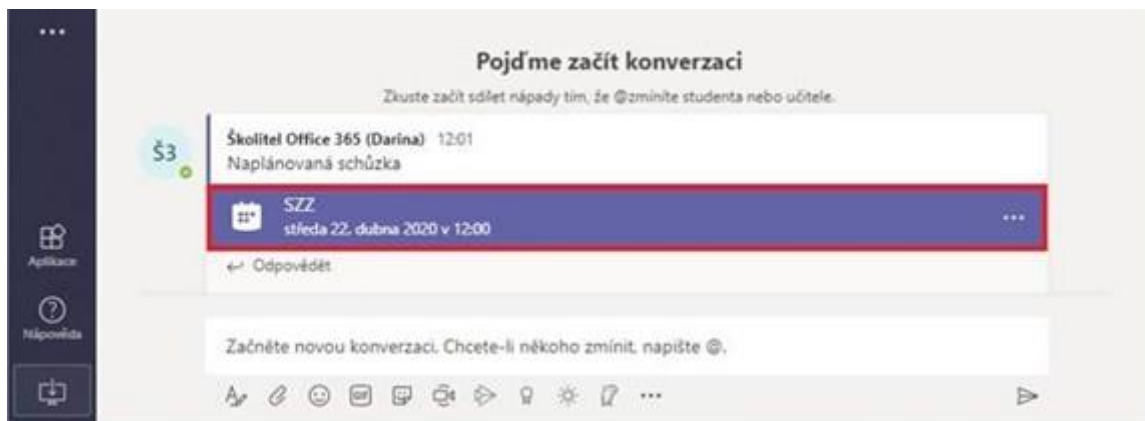 Pojďme začít konverzaci
Zkuste začít sdílet nápady tím, že @zmíníte studenta nebo učitele.
Š3
Školitel Office 365 (Darina) 12:01
Naplánovaná schůzka
SZZ
středa 22. dubna 2020 v 12:00
Odpovědět
Aplikace
Nápověda
Začněte novou konverzaci. Chcete-li někoho zmínit, napište @.
GIF